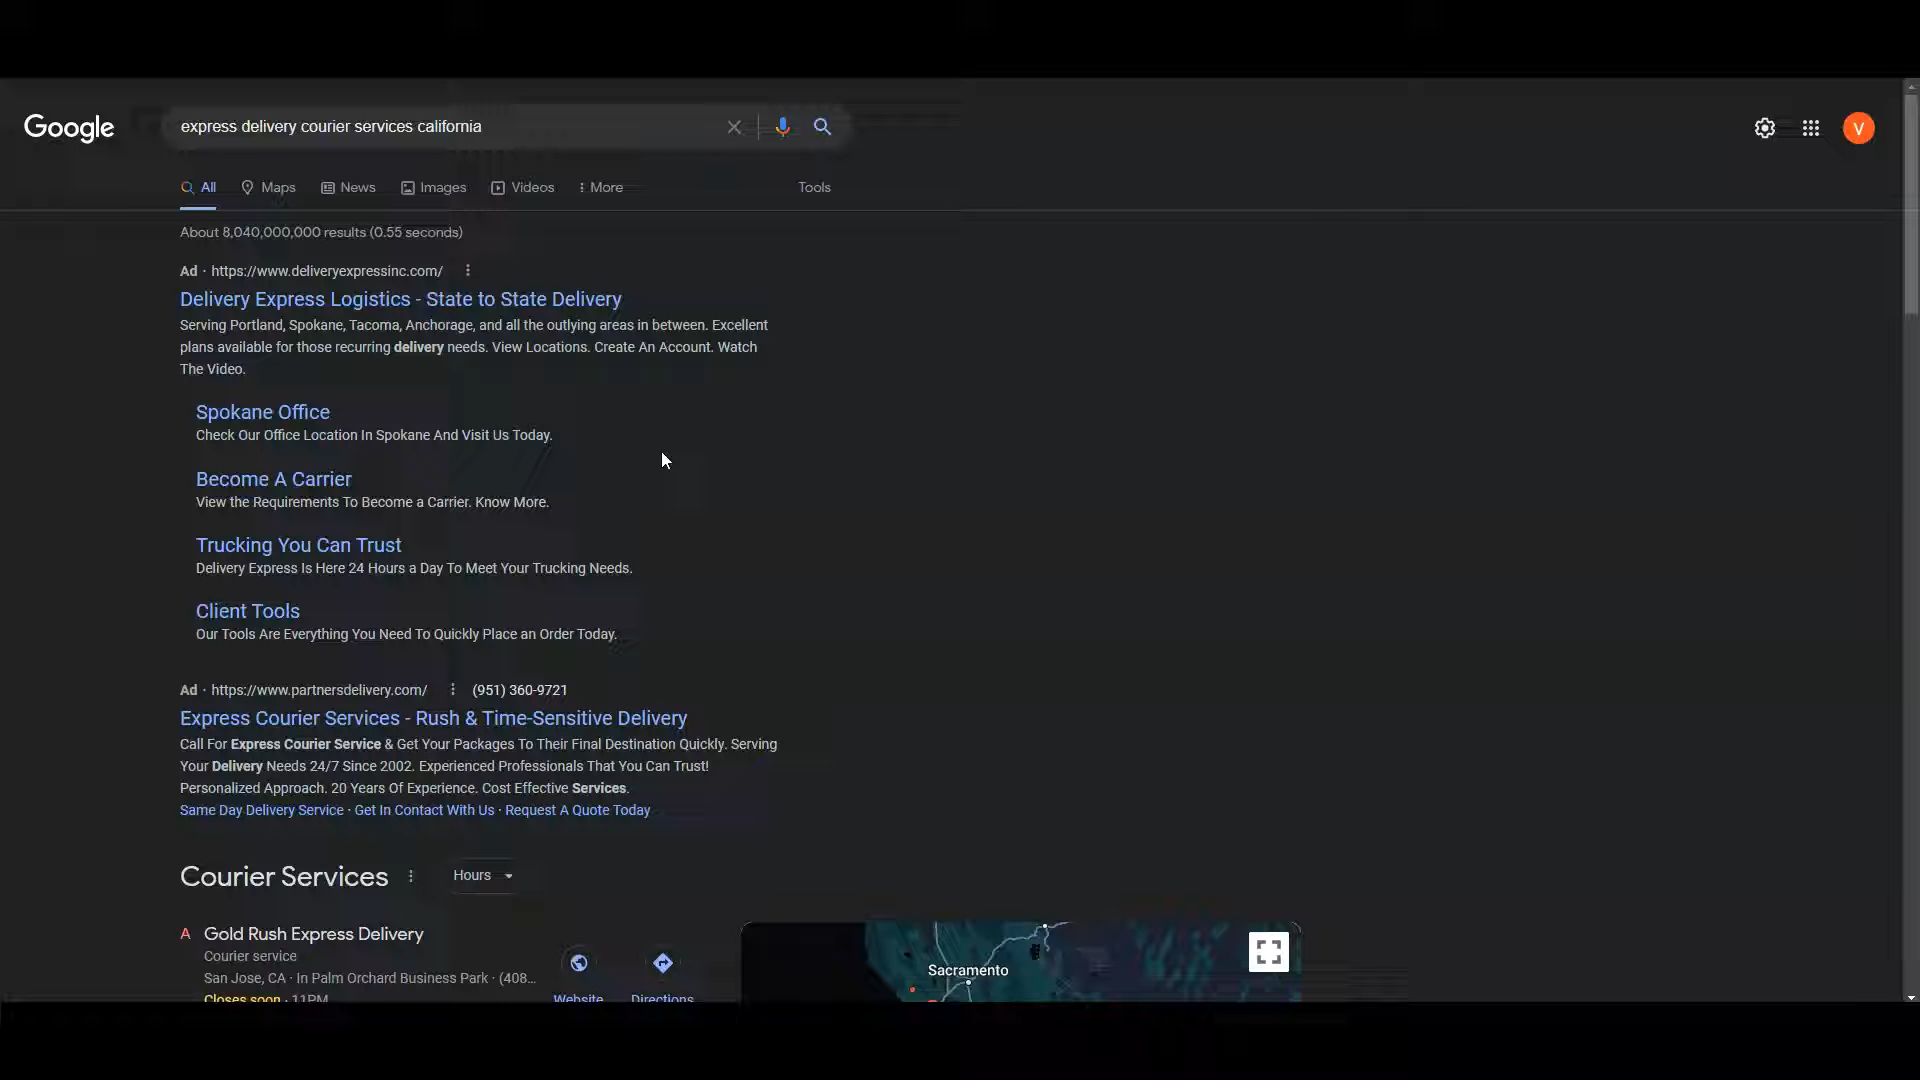 Google
express delivery courier services california
V
All
Maps
News
Images
Videos
More
Tools
About 8,040,000,000 results (0.55 seconds)
Ad · https://www.deliveryexpressinc.com/
Delivery Express Logistics - State to State Delivery
Serving Portland, Spokane, Tacoma, Anchorage, and all the outlying areas in between. Excellent
plans available for those recurring delivery needs. View Locations. Create An Account. Watch
The Video.
Spokane Office
Check Our Office Location In Spokane And Visit Us Today.
Become A Carrier
View the Requirements To Become a Carrier. Know More.
Trucking You Can Trust
Delivery Express Is Here 24 Hours a Day To Meet Your Trucking Needs.
Client Tools
Our Tools Are Everything You Need To Quickly Place an Order Today.
Ad · https://www.partnersdelivery.com/ (951) 360-9721
Express Courier Services - Rush & Time-Sensitive Delivery
Call For Express Courier Service & Get Your Packages To Their Final Destination Quickly. Serving
Your Delivery Needs 24/7 Since 2002. Experienced Professionals That You Can Trust!
Personalized Approach. 20 Years Of Experience. Cost Effective Services.
Same Day Delivery Service · Get In Contact With Us · Request A Quote Today
Courier Services
Hours
A Gold Rush Express Delivery
Courier service
San Jose, CA · In Palm Orchard Business Park · (408...
Closes soon · 11PM
Website
Directions
Sacramento